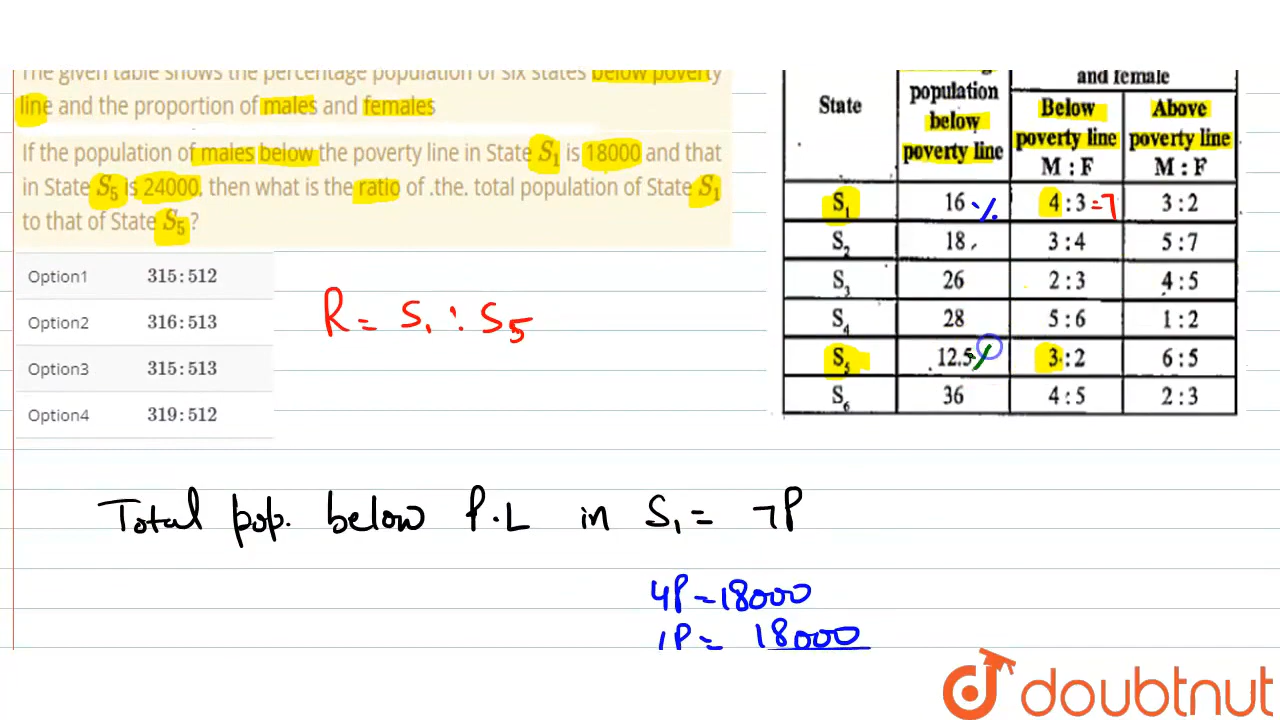 The given table shows the percentage population of six states below poverty
line and the proportion of males and females
If the population of males below the poverty line in State S₁ is 18000 and that
in State S₅ is 24000, then what is the ratio of .the. total population of State S₁
to that of State S₅ ?
Option1 315 : 512
Option2 316 : 513
Option3 315 : 513
Option4 319 : 512
R = S₁ : S₅
and female
State population below poverty line Below poverty line M : F Above poverty line M : F
S₁ 16 % 4 : 3 = 7 3 : 2
S₂ 18 3 : 4 5 : 7
S₃ 26 2 : 3 4 : 5
S₄ 28 5 : 6 1 : 2
S₅ 12.5 % 3 : 2 6 : 5
S₆ 36 4 : 5 2 : 3
Total pop. below P.L in S₁ = 7P
4P = 18000
1P = 18000
doubtnut